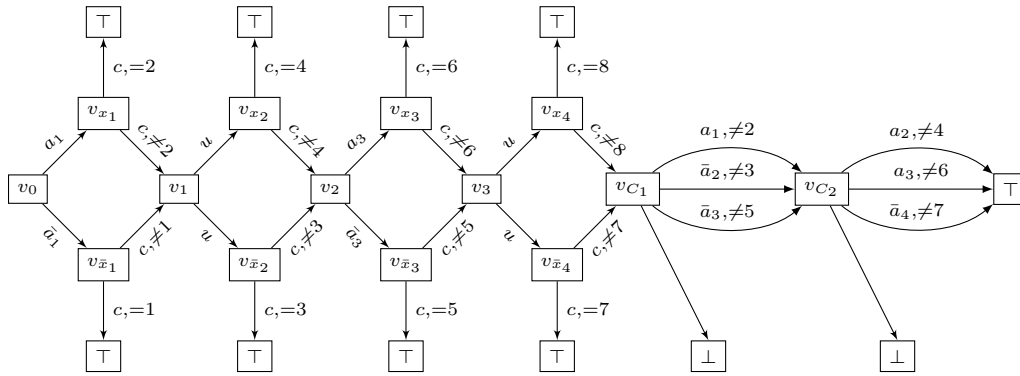 ⊤ ⊤ ⊤ ⊤
c,=2 c,=4 c,=6 c,=8
v_{x_1} v_{x_2} v_{x_3} v_{x_4}
a_1 c,≠2 u c,≠4 a_3 c,≠6 u c,≠8 a_1,≠2 a_2,≠4
ā_2,≠3 a_3,≠6
v_0 v_1 v_2 v_3 v_{C_1} v_{C_2} ⊤
ā_3,≠5 ā_4,≠7
ā_1 c,≠1 u c,≠3 ā_3 c,≠5 u c,≠7
v_{x̄_1} v_{x̄_2} v_{x̄_3} v_{x̄_4}
c,=1 c,=3 c,=5 c,=7
⊤ ⊤ ⊤ ⊤ ⊥ ⊥